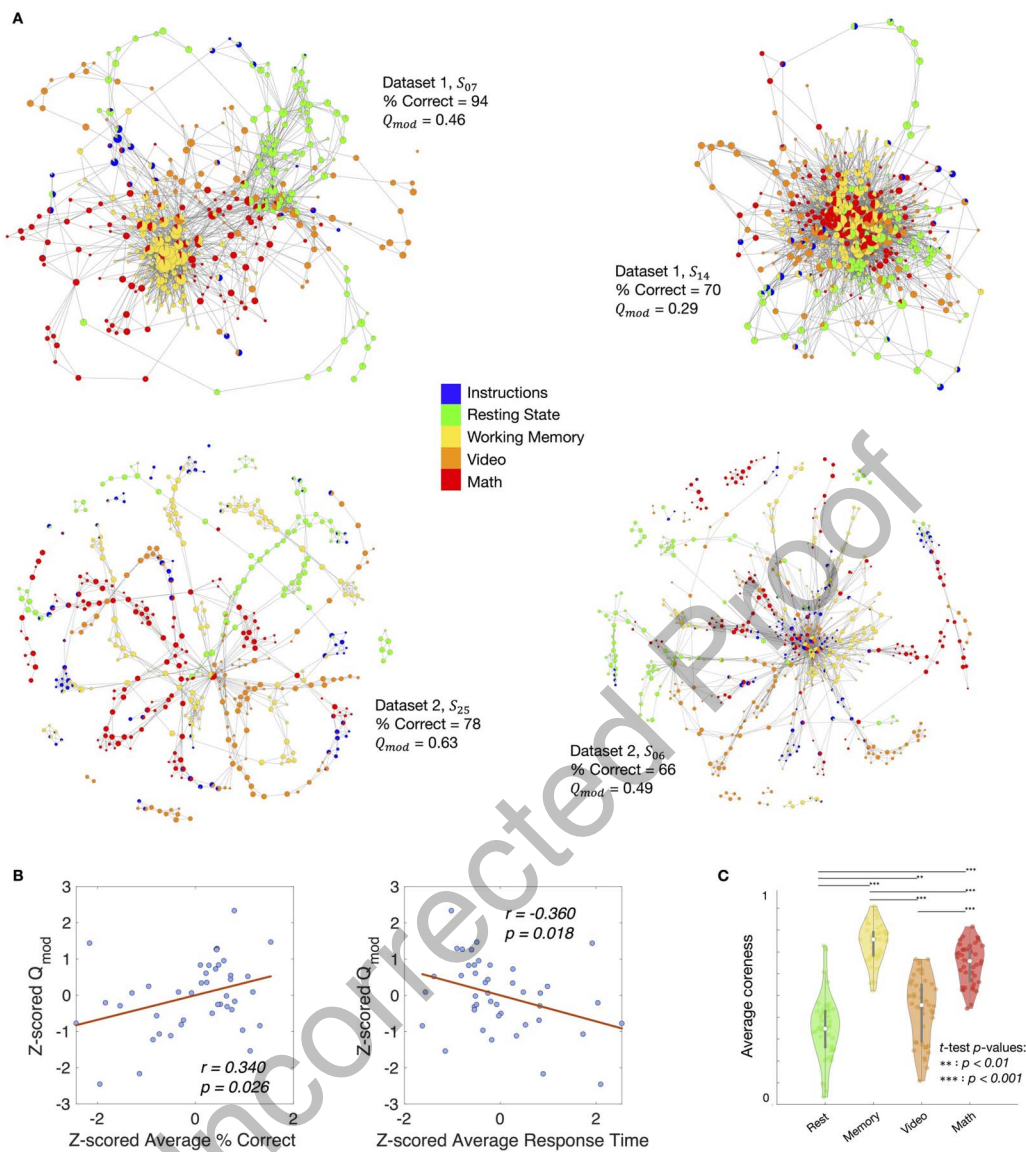 A
Dataset 1, S07
% Correct = 94
Qmod = 0.46
Dataset 1, S14
% Correct = 70
Qmod = 0.29
Instructions
Resting State
Working Memory
Video
Math
Dataset 2, S25
% Correct = 78
Qmod = 0.63
Dataset 2, S06
% Correct = 66
Qmod = 0.49
Uncorrected Proof
B
3
2
1
0
-1
-2
-3
Z-scored Qmod
r = 0.340
p = 0.026
-2 0 2
Z-scored Average % Correct
3
2
1
0
-1
-2
-3
Z-scored Qmod
r = -0.360
p = 0.018
-2 0 2
Z-scored Average Response Time
C
***
**
***
***
***
***
1
Average coreness
0
t-test p-values:
** : p < 0.01
*** : p < 0.001
Rest
Memory
Video
Math